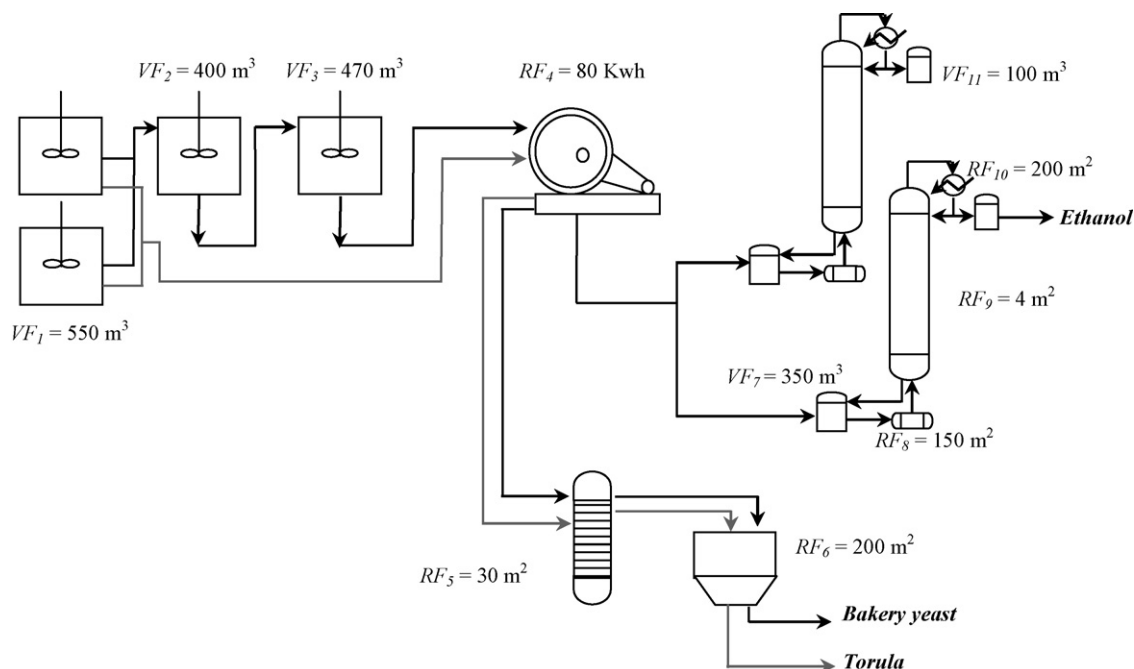 VF₂ = 400 m³
VF₃ = 470 m³
RF₄ = 80 Kwh
VF₁₁ = 100 m³
RF₁₀ = 200 m²
Ethanol
RF₉ = 4 m²
VF₁ = 550 m³
VF₇ = 350 m³
RF₈ = 150 m²
RF₆ = 200 m²
RF₅ = 30 m²
Bakery yeast
Torula